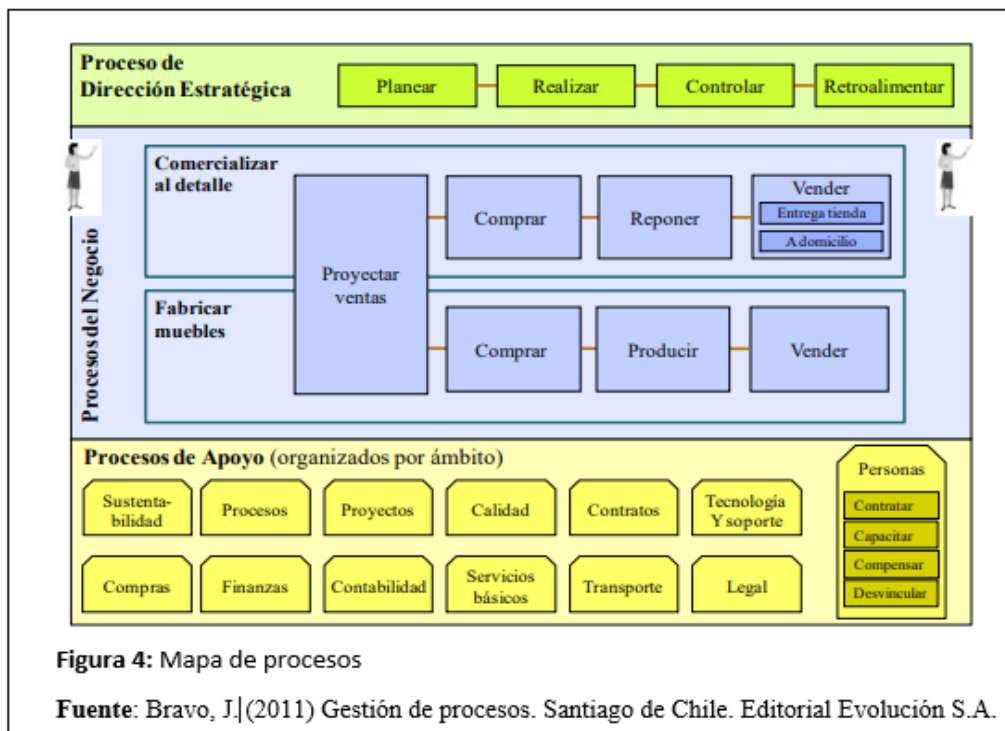 Proceso de
Dirección Estratégica
Planear
Realizar
Controlar
Retroalimentar
Procesos del Negocio
Comercializar
al detalle
Proyectar
ventas
Comprar
Reponer
Vender
Entrega tienda
A domicilio
Fabricar
muebles
Comprar
Producir
Vender
Procesos de Apoyo (organizados por ámbito)
Sustenta-
bilidad
Procesos
Proyectos
Calidad
Contratos
Tecnología
Y soporte
Compras
Finanzas
Contabilidad
Servicios
básicos
Transporte
Legal
Personas
Contratar
Capacitar
Compensar
Desvincular
Figura 4: Mapa de procesos
Fuente: Bravo, J. (2011) Gestión de procesos. Santiago de Chile. Editorial Evolución S.A.